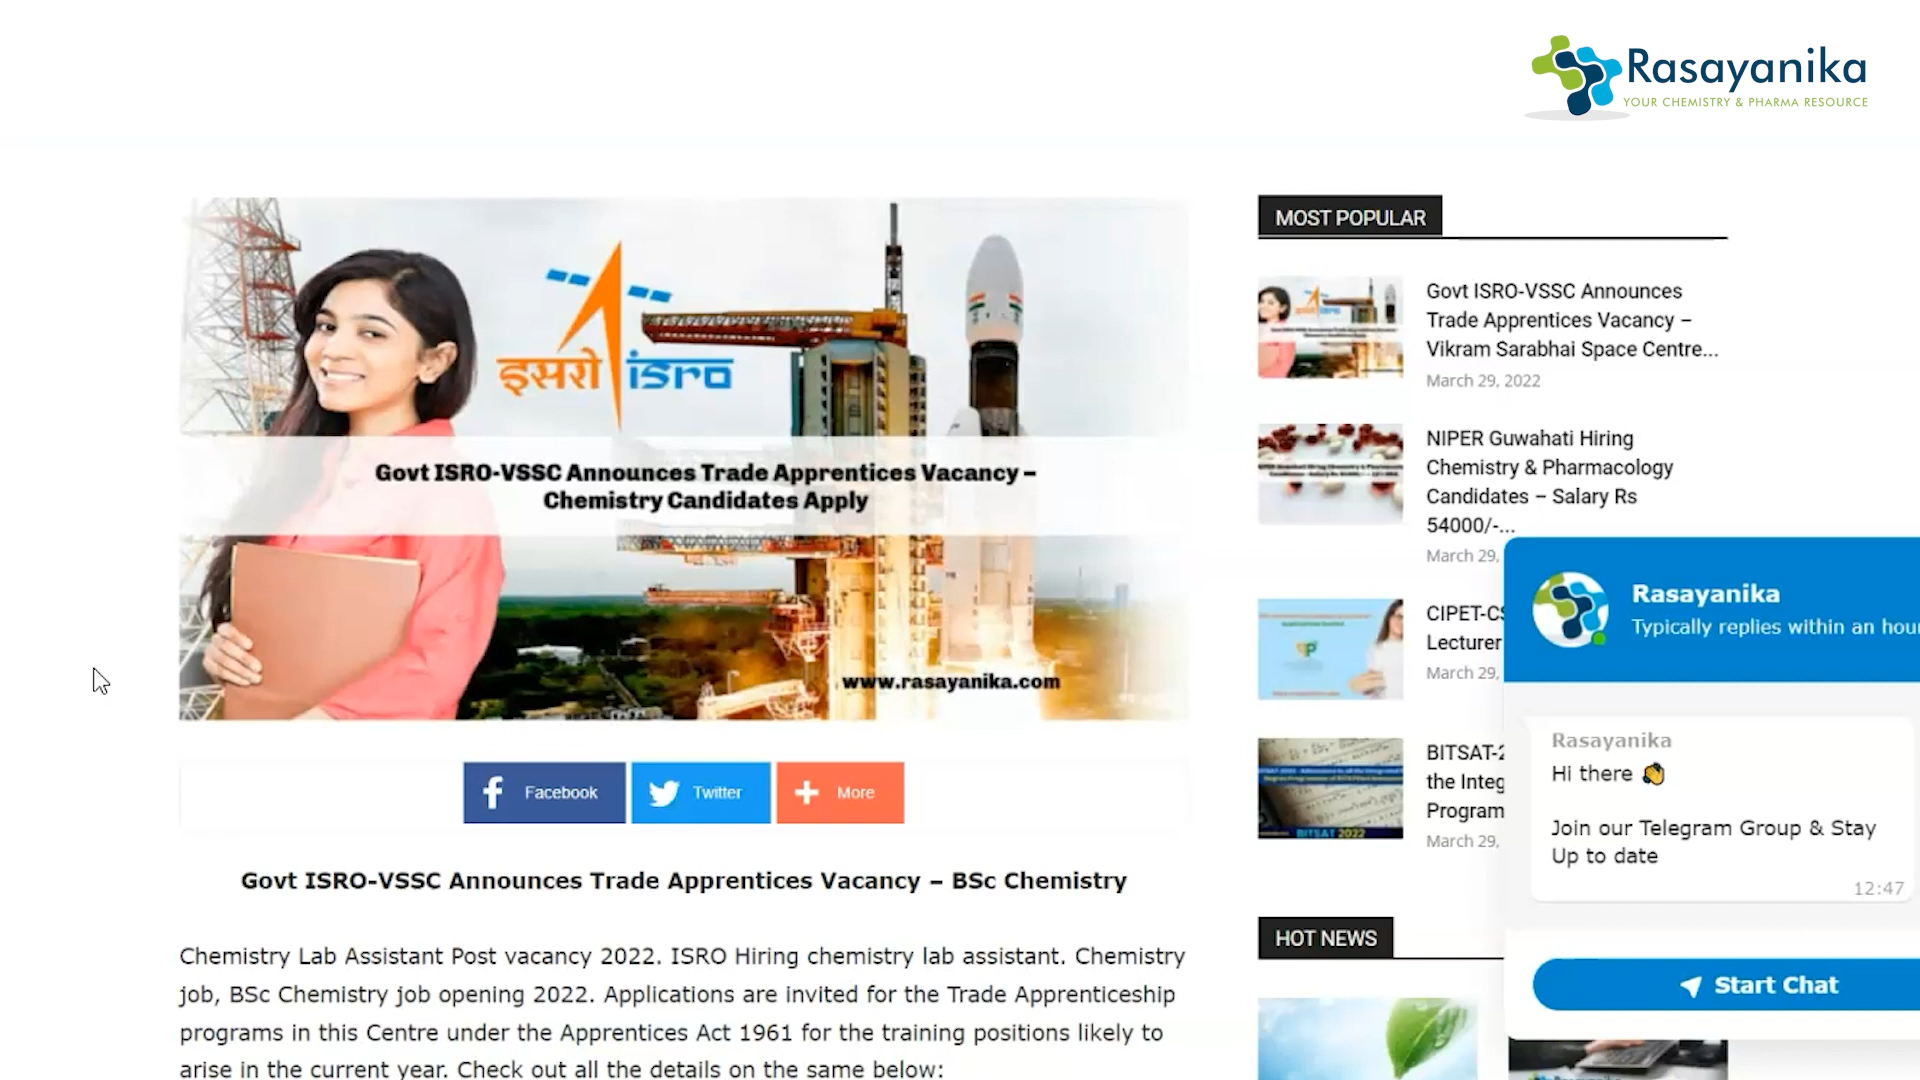 Rasayanika
YOUR CHEMISTRY & PHARMA RESOURCE
इसरो isro
Govt ISRO-VSSC Announces Trade Apprentices Vacancy –
Chemistry Candidates Apply
www.rasayanika.com
Facebook
Twitter
More
Govt ISRO-VSSC Announces Trade Apprentices Vacancy – BSc Chemistry
Chemistry Lab Assistant Post vacancy 2022. ISRO Hiring chemistry lab assistant. Chemistry
job, BSc Chemistry job opening 2022. Applications are invited for the Trade Apprenticeship
programs in this Centre under the Apprentices Act 1961 for the training positions likely to
arise in the current year. Check out all the details on the same below:
MOST POPULAR
Govt ISRO-VSSC Announces
Trade Apprentices Vacancy –
Vikram Sarabhai Space Centre...
March 29, 2022
NIPER Guwahati Hiring
Chemistry & Pharmacology
Candidates – Salary Rs
54000/-...
March 29,
CIPET-CS
Lecturer
March 29,
BITSAT-2
the Integ
Program
March 29,
BITSAT 2022
HOT NEWS
Rasayanika
Typically replies within an hour
Rasayanika
Hi there
Join our Telegram Group & Stay
Up to date
12:47
Start Chat